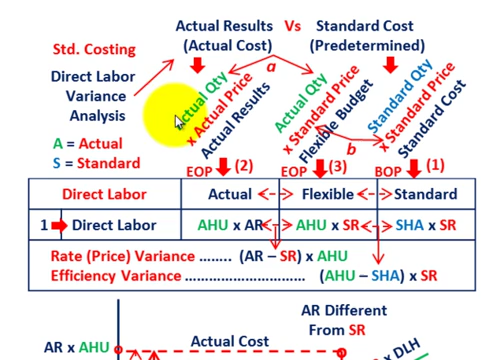 Actual Results Vs Standard Cost
(Actual Cost) (Predetermined)
Std. Costing
Direct Labor
Variance
Analysis
A = Actual
S = Standard
a
Actual Qty
x Actual Price
Actual Results
Actual Qty
x Standard Price
Flexible Budget
Standard Qty
x Standard Price
Standard Cost
b
EOP (2) EOP (3) BOP (1)
Direct Labor Actual Flexible Standard
1 Direct Labor AHU x AR AHU x SR SHA x SR
Rate (Price) Variance ........ (AR – SR) x AHU
Efficiency Variance .............................. (AHU – SHA) x SR
AR Different
From SR
Actual Cost
AR x AHU
x DLH